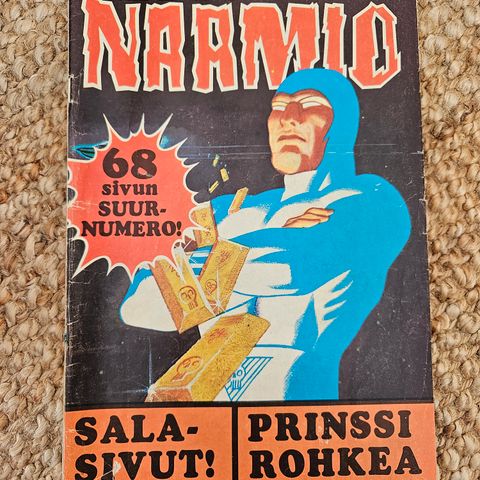 NAAMIO
68
sivun
SUUR-
NUMERO!
SALA-
SIVUT!
PRINSSI
ROHKEA